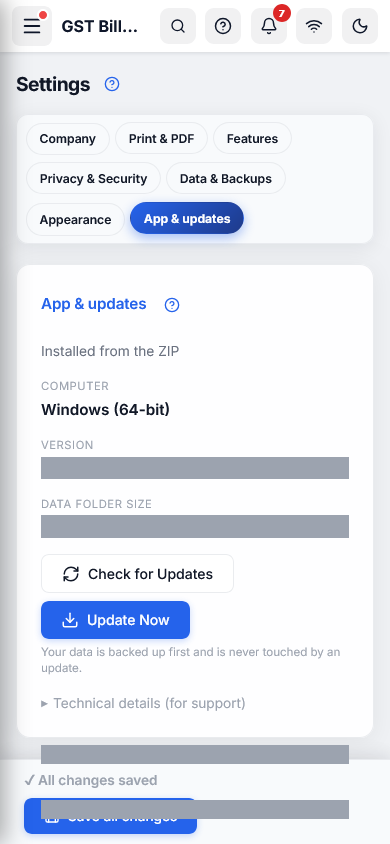 GST Bill...
7
Settings
Company
Print & PDF
Features
Privacy & Security
Data & Backups
Appearance
App & updates
App & updates
Installed from the ZIP
COMPUTER
Windows (64-bit)
VERSION
DATA FOLDER SIZE
Check for Updates
Update Now
Your data is backed up first and is never touched by an
update.
▸ Technical details (for support)
✓ All changes saved